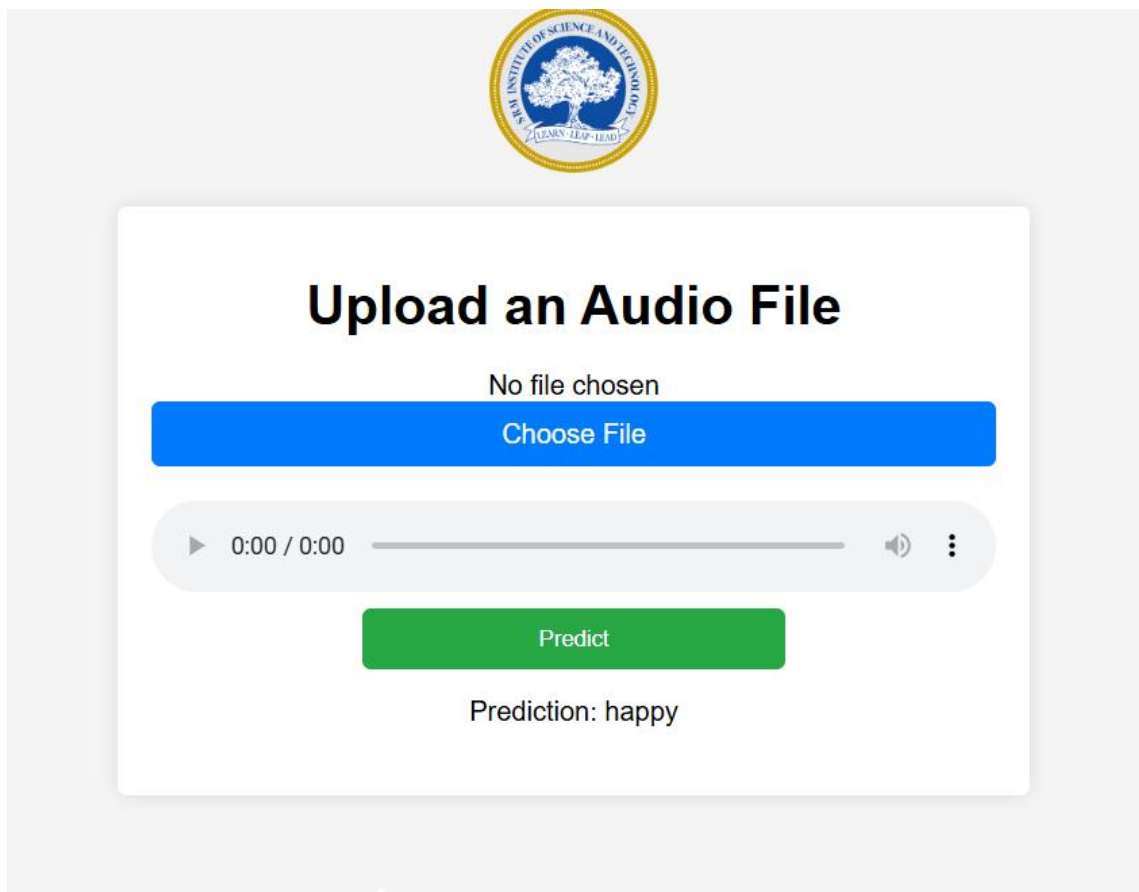 SRM INSTITUTE OF SCIENCE AND TECHNOLOGY
LEARN - LEAP - LEAD
Upload an Audio File
No file chosen
Choose File
0:00 / 0:00
Predict
Prediction: happy